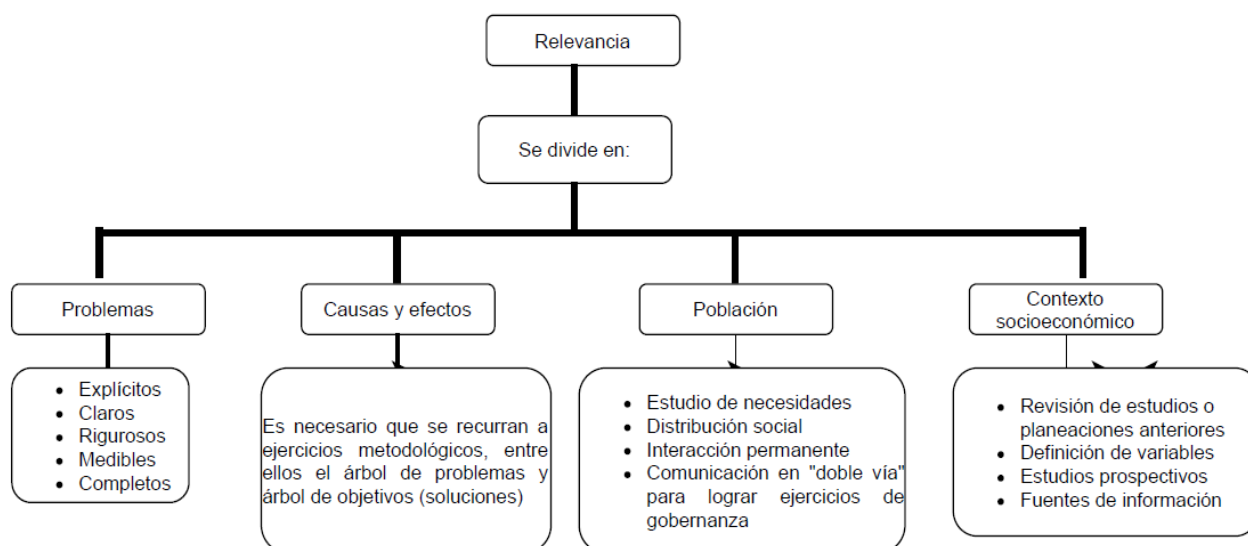 Relevancia
Se divide en:
Problemas
Causas y efectos
Población
Contexto
socioeconómico
• Explícitos
• Claros
• Rigurosos
• Medibles
• Completos
Es necesario que se recurran a
ejercicios metodológicos, entre
ellos el árbol de problemas y
árbol de objetivos (soluciones)
• Estudio de necesidades
• Distribución social
• Interacción permanente
• Comunicación en "doble vía"
para lograr ejercicios de
gobernanza
• Revisión de estudios o
planeaciones anteriores
• Definición de variables
• Estudios prospectivos
• Fuentes de información